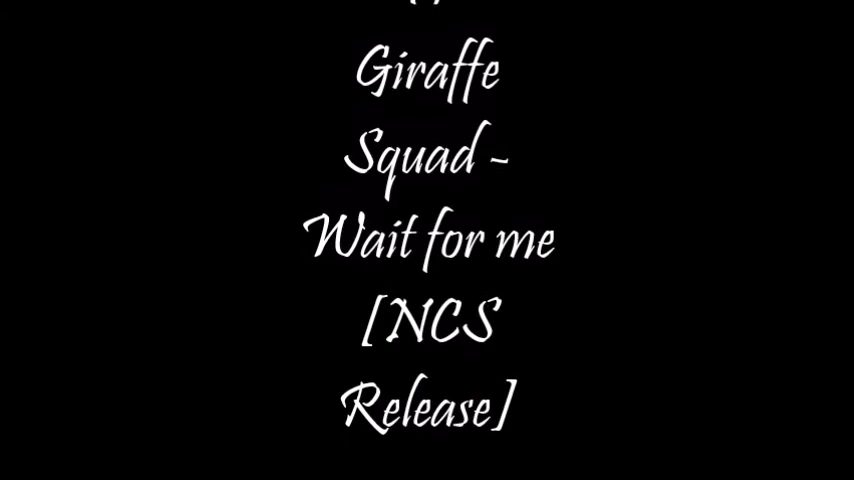 Giraffe
Squad -
Wait for me
[NCS
Release]